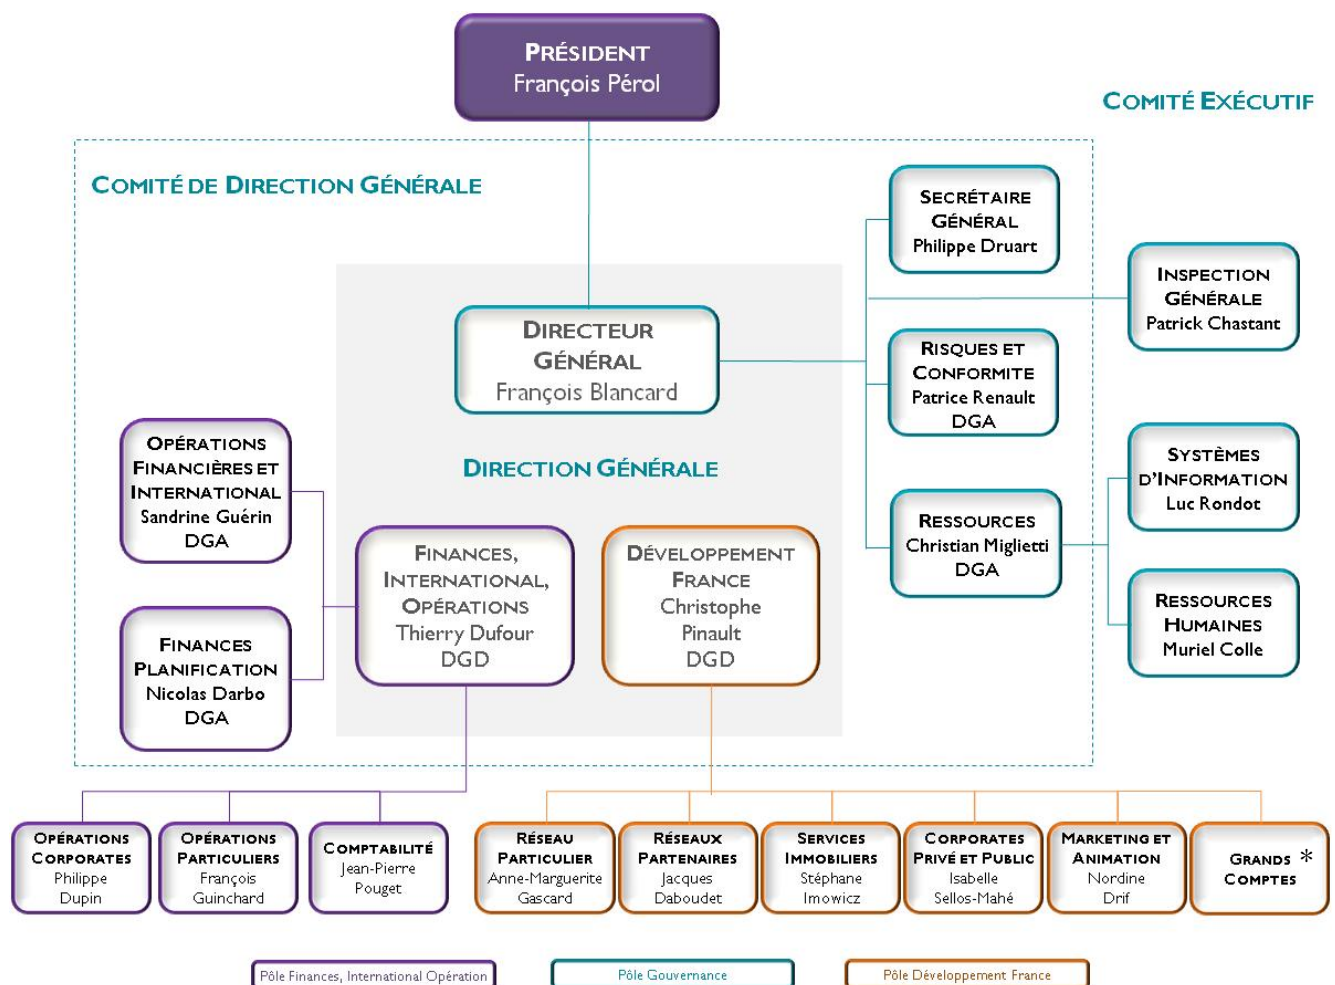 PRÉSIDENT
François Pérol
COMITÉ EXÉCUTIF
COMITÉ DE DIRECTION GÉNÉRALE
SECRÉTAIRE
GÉNÉRAL
Philippe Druart
INSPECTION
GÉNÉRALE
Patrick Chastant
DIRECTEUR
GÉNÉRAL
François Blancard
RISQUES ET
CONFORMITE
Patrice Renault
DGA
OPÉRATIONS
FINANCIÈRES ET
INTERNATIONAL
Sandrine Guérin
DGA
DIRECTION GÉNÉRALE
SYSTÈMES
D'INFORMATION
Luc Rondot
RESSOURCES
Christian Miglietti
DGA
FINANCES,
INTERNATIONAL,
OPÉRATIONS
Thierry Dufour
DGD
DÉVELOPPEMENT
FRANCE
Christophe
Pinault
DGD
RESSOURCES
HUMAINES
Muriel Colle
FINANCES
PLANIFICATION
Nicolas Darbo
DGA
OPÉRATIONS
CORPORATES
Philippe
Dupin
OPÉRATIONS
PARTICULIERS
François
Guinchard
COMPTABILITÉ
Jean-Pierre
Pouget
RÉSEAU
PARTICULIER
Anne-Marguerite
Gascard
RÉSEAUX
PARTENAIRES
Jacques
Daboudet
SERVICES
IMMOBILIERS
Stéphane
Imowicz
CORPORATES
PRIVÉ ET PUBLIC
Isabelle
Sellos-Mahé
MARKETING ET
ANIMATION
Nordine
Drif
GRANDS *
COMPTES
Pôle Finances, International Opération
Pôle Gouvernance
Pôle Développement France